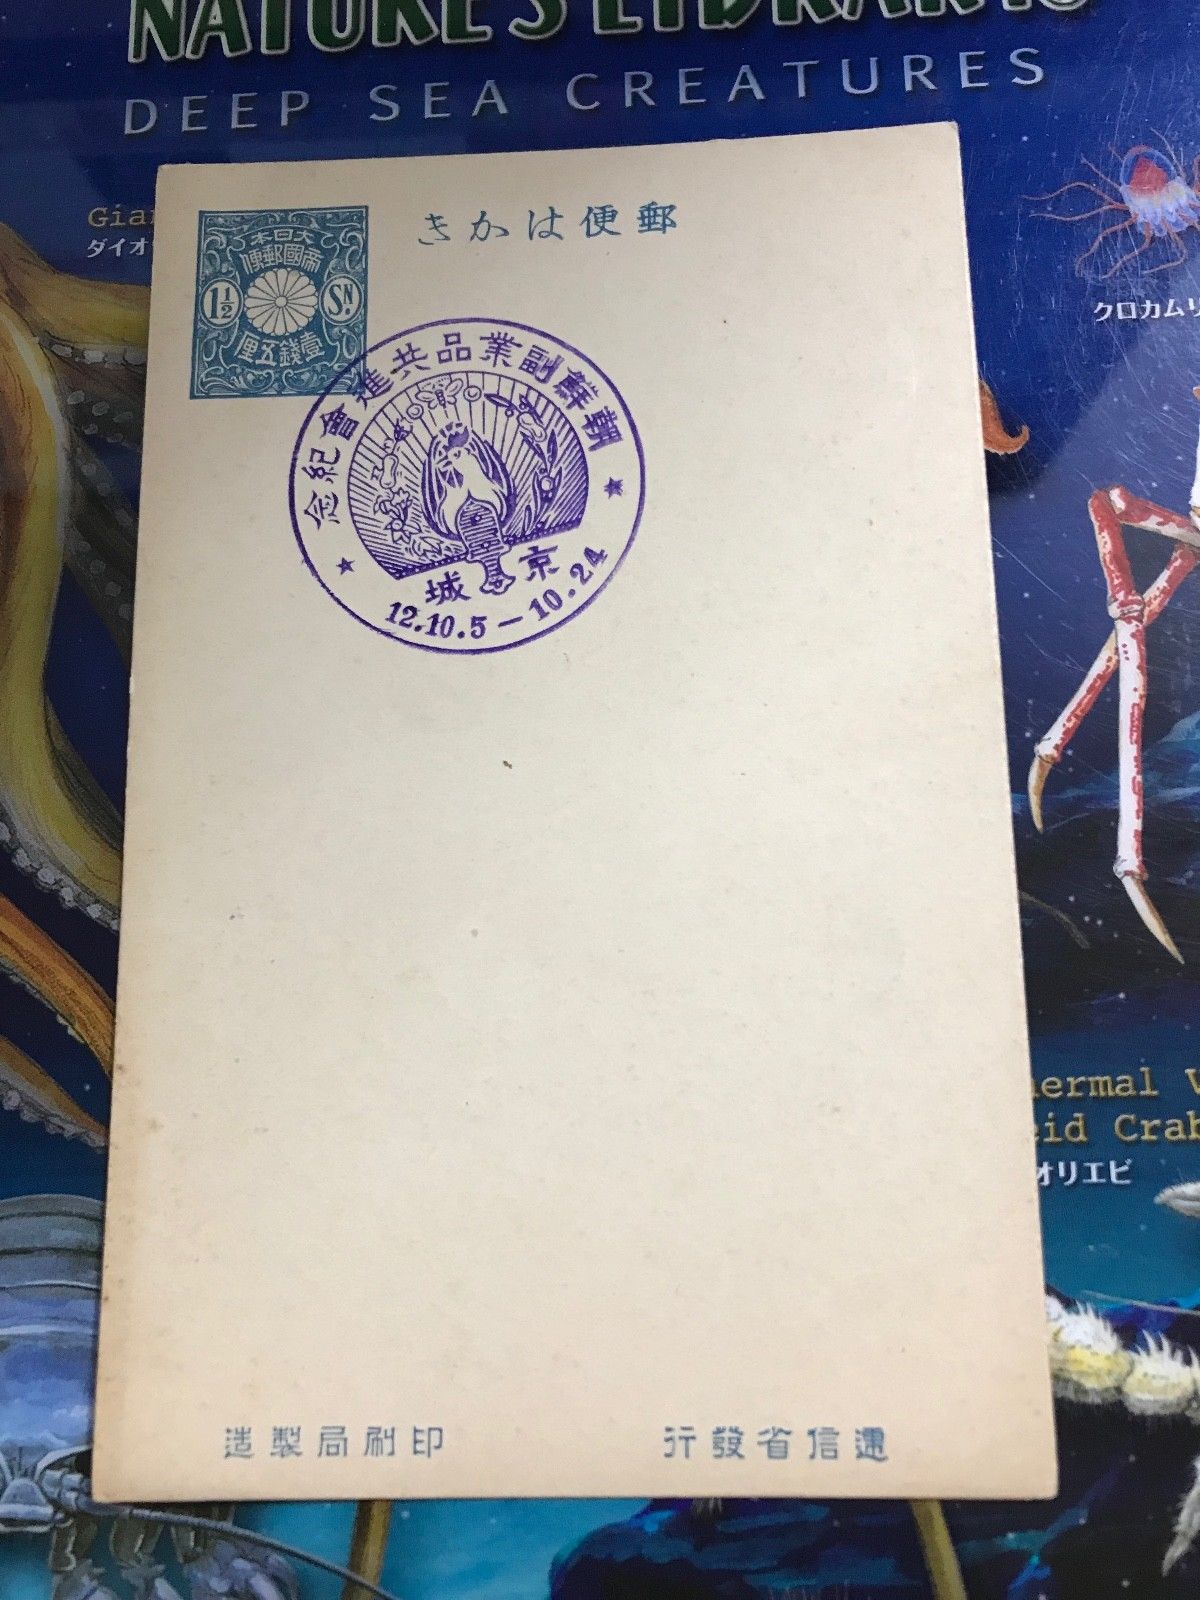 NATURE'S LIBRARY
DEEP SEA CREATURES
Gian
ダイオ
クロカムリ
郵便はかき
大日本
帝國郵便
1½
SN.
壹錢五厘
朝鮮副業品共進會紀念
京城
12.10.5－10.24
hermal V
eid Crab
オリエビ
遞信省發行
印刷局製造